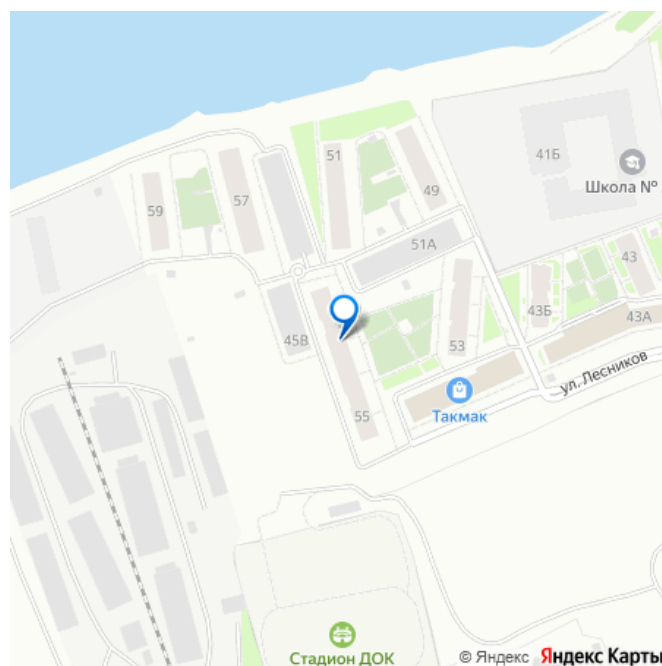 51
41Б
Школа №
59
57
49
51А
43
45В
43Б
43А
53
ул. Лесников
55
Такмак
Стадион ДОК
© Яндекс Яндекс Карты